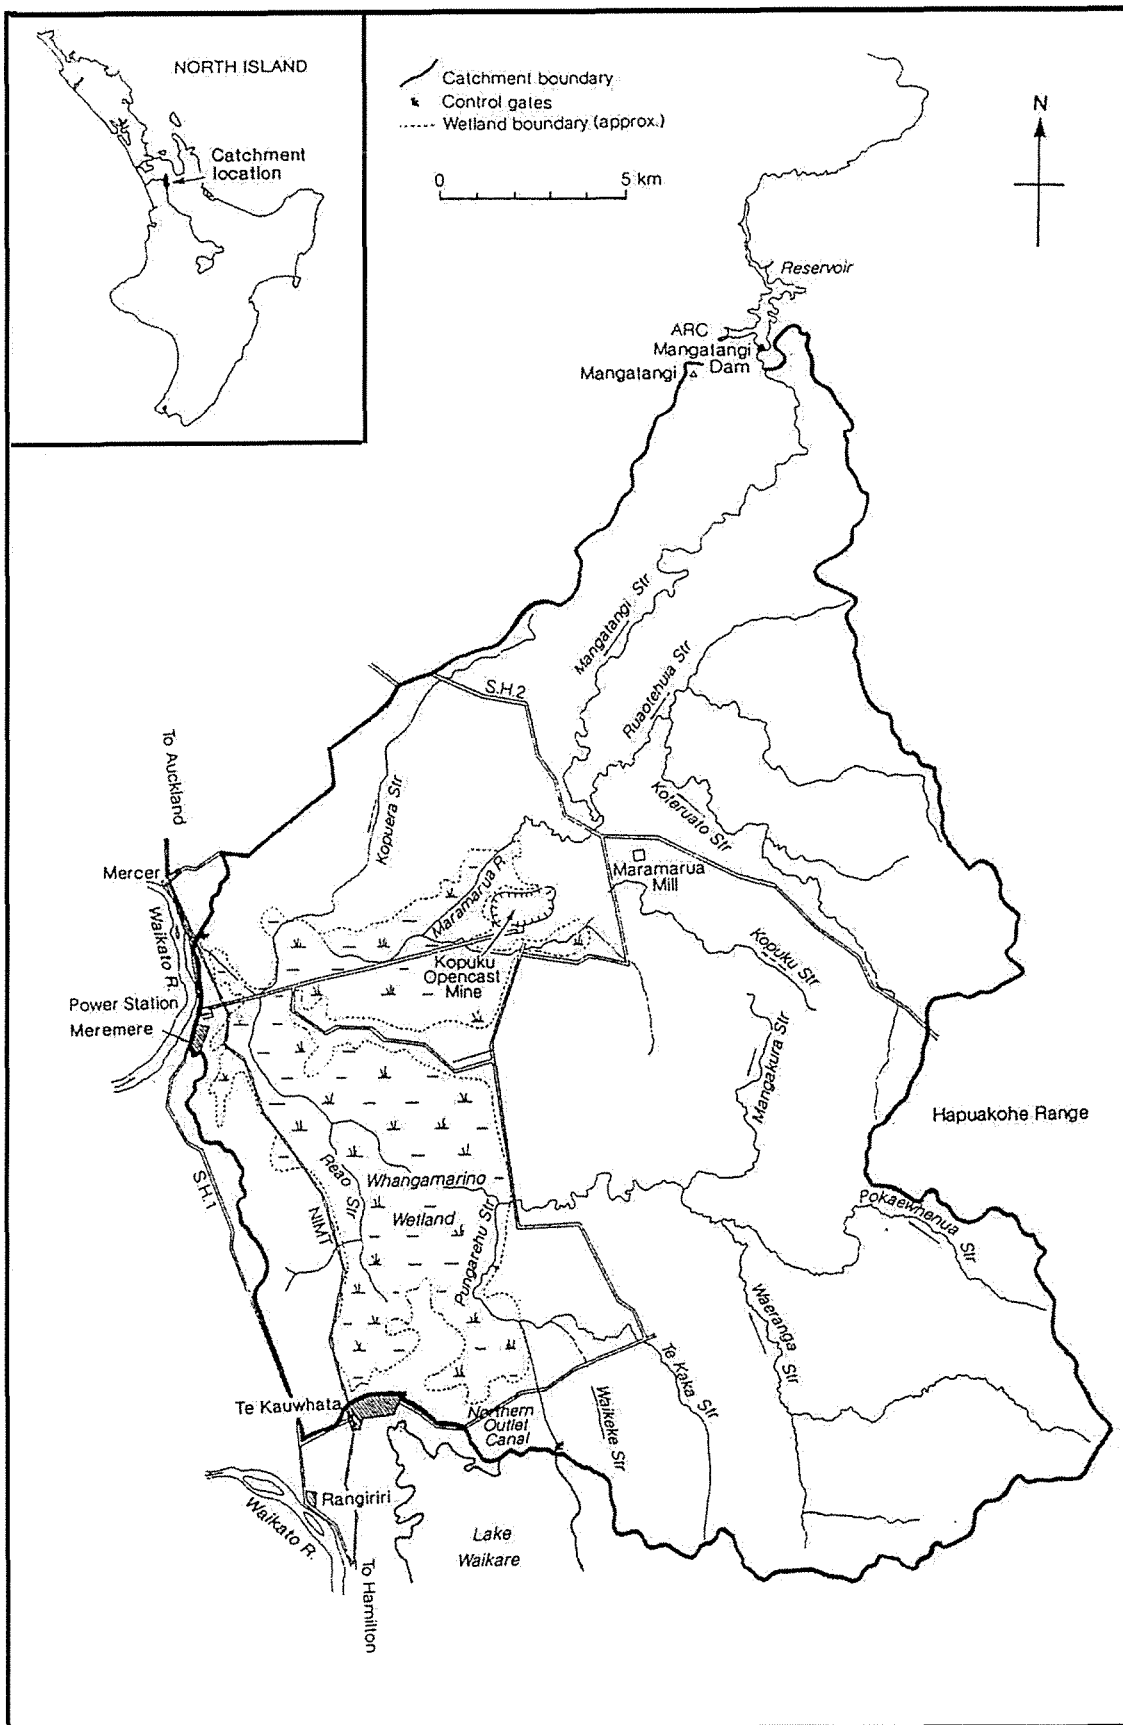 NORTH ISLAND
Catchment
location
Catchment boundary
Control gates
Wetland boundary (approx.)
0
5 km
N
Reservoir
ARC
Mangatangi
Dam
Mangatangi
Mangatangi Str
Ruaotehuia Str
S.H.2
Koteruato Str
To Auckland
Kopuera Str
Mercer
Maramarua R.
Maramarua
Mill
Waikato R.
Kopuku
Opencast
Mine
Kopuku Str
Power Station
Meremere
Mangakura Str
Hapuakohe Range
S.H.1
NIMT
Reao Str
Whangamarino
Wetland
Pungarehu Str
Pokaewhenua Str
Waeranga Str
Te Kaka Str
Waikeke Str
Te Kauwhata
Northern
Outlet
Canal
Rangiriri
Waikato R.
Lake
Waikare
To Hamilton